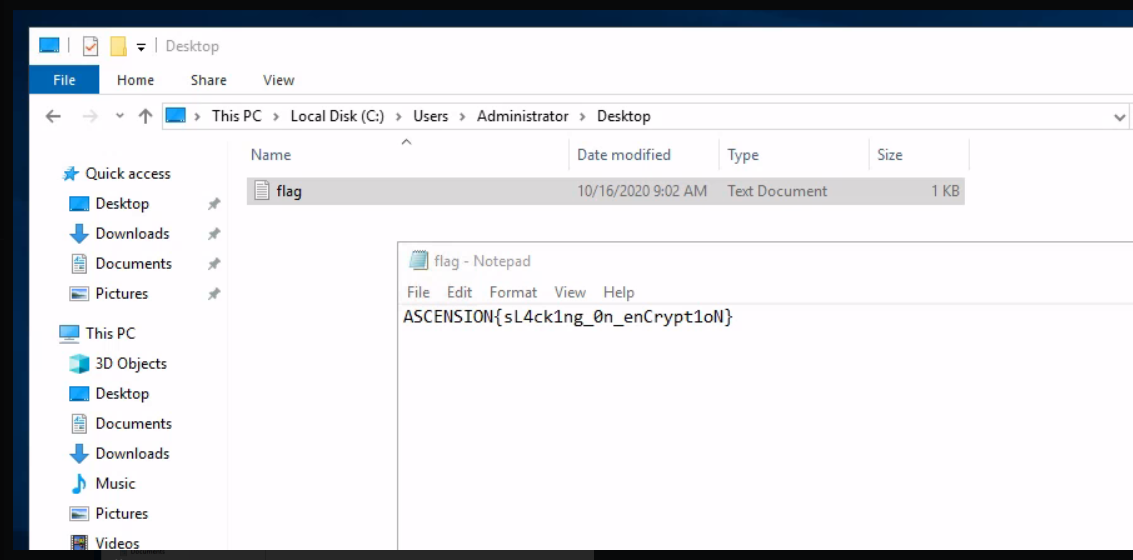 Desktop
File Home Share View
This PC > Local Disk (C:) > Users > Administrator > Desktop
Name Date modified Type Size
Quick access
flag 10/16/2020 9:02 AM Text Document 1 KB
Desktop
Downloads
flag - Notepad
Documents
Pictures
File Edit Format View Help
ASCENSION{sL4ck1ng_0n_enCrypt1oN}
This PC
3D Objects
Desktop
Documents
Downloads
Music
Pictures
Videos